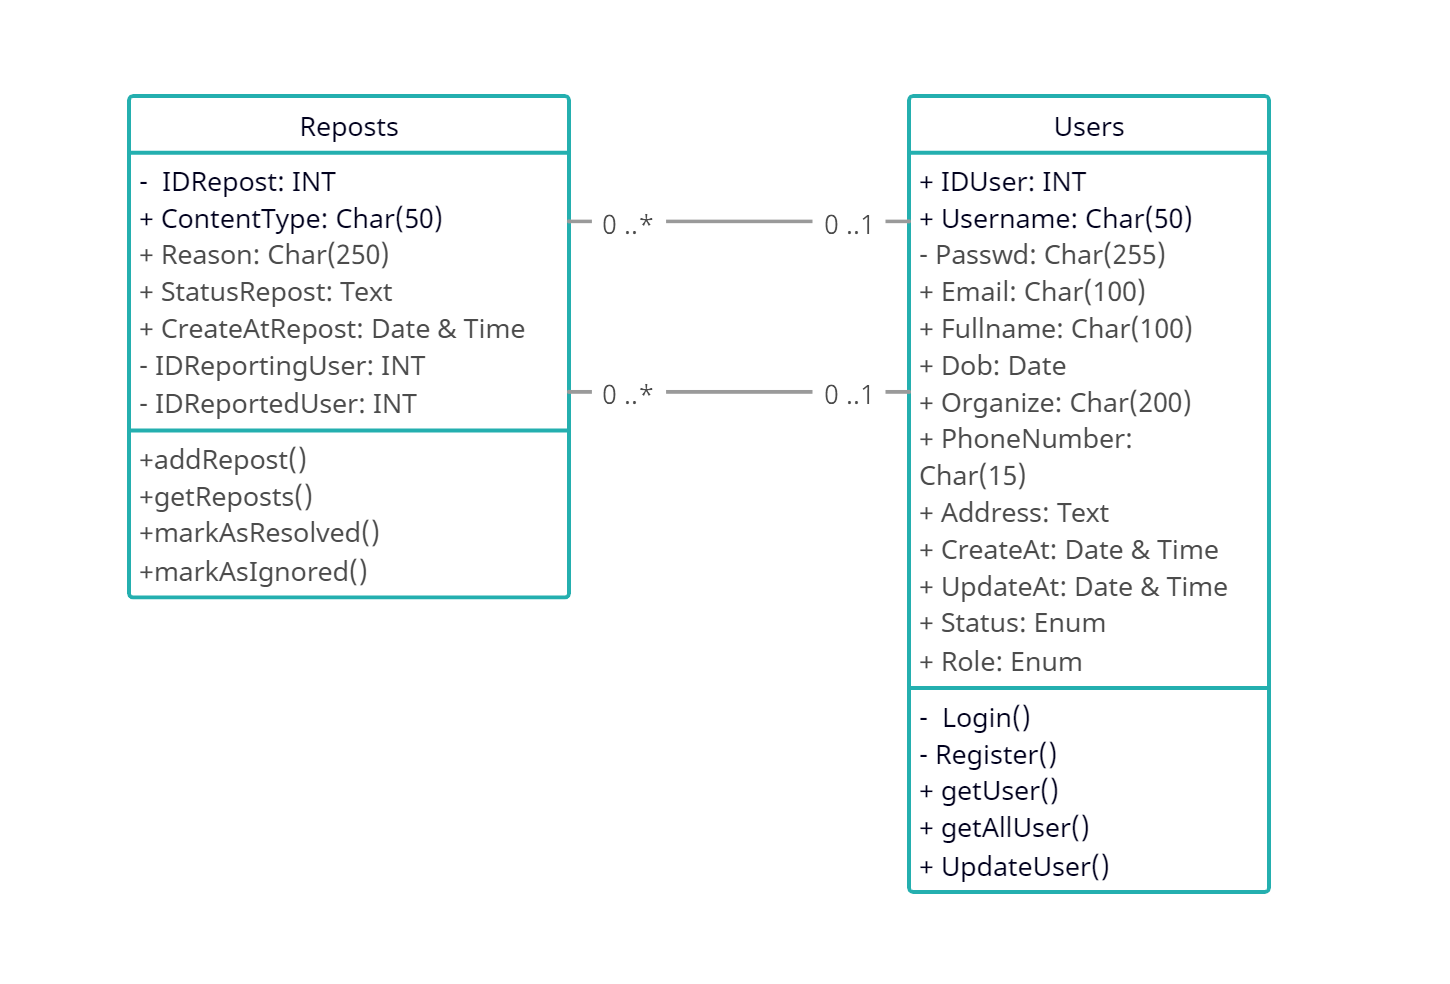 Reposts
-  IDRepost: INT
+ ContentType: Char(50)
+ Reason: Char(250)
+ StatusRepost: Text
+ CreateAtRepost: Date & Time
- IDReportingUser: INT
- IDReportedUser: INT
+addRepost()
+getReposts()
+markAsResolved()
+markAsIgnored()
0 ..*
0 ..1
0 ..*
0 ..1
Users
+ IDUser: INT
+ Username: Char(50)
- Passwd: Char(255)
+ Email: Char(100)
+ Fullname: Char(100)
+ Dob: Date
+ Organize: Char(200)
+ PhoneNumber:
Char(15)
+ Address: Text
+ CreateAt: Date & Time
+ UpdateAt: Date & Time
+ Status: Enum
+ Role: Enum
-  Login()
- Register()
+ getUser()
+ getAllUser()
+ UpdateUser()